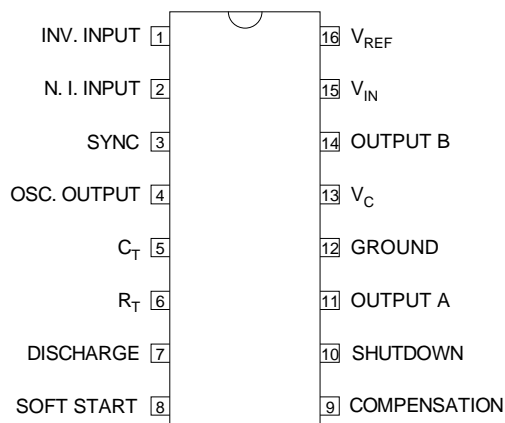 INV. INPUT 1 16 VREF
N. I. INPUT 2 15 VIN
SYNC 3 14 OUTPUT B
OSC. OUTPUT 4 13 VC
CT 5 12 GROUND
RT 6 11 OUTPUT A
DISCHARGE 7 10 SHUTDOWN
SOFT START 8 9 COMPENSATION